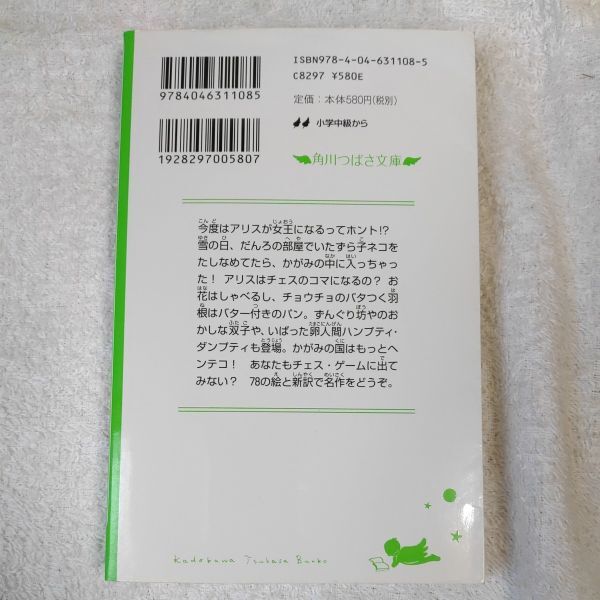 ISBN978-4-04-631108-5
C8297 ¥580E
9784046311085
定価:本体580円(税別)
小学中級から
1928297005807
角川つばさ文庫
今度はアリスが女王になるってホント!?
雪の日、だんろの部屋でいたずら子ネコを
たしなめてたら、かがみの中に入っちゃっ
た! アリスはチェスのコマになるの? お
花はしゃべるし、チョウチョのバタつく羽
根はバター付きのパン。ずんぐり坊やのお
かしな双子や、いばった卵人間ハンプティ・
ダンプティも登場。かがみの国はもっとヘ
ンテコ! あなたもチェス・ゲームに出て
みない? 78の絵と新訳で名作をどうぞ。
Kadokawa Tsubasa Bunko